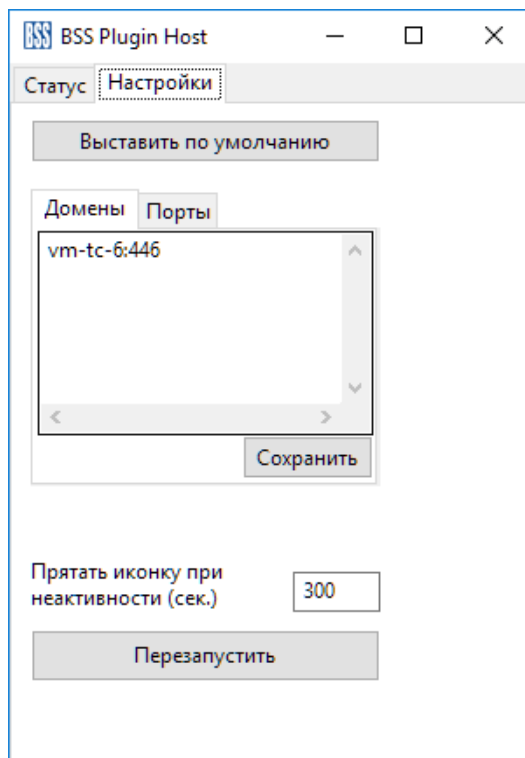 BSS BSS Plugin Host
Статус Настройки
Выставить по умолчанию
Домены Порты
vm-tc-6:446
Сохранить
Прятать иконку при
неактивности (сек.)
300
Перезапустить